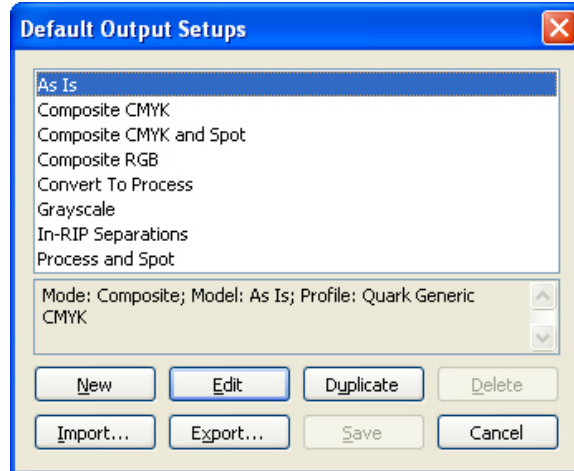 Default Output Setups
As Is
Composite CMYK
Composite CMYK and Spot
Composite RGB
Convert To Process
Grayscale
In-RIP Separations
Process and Spot
Mode: Composite; Model: As Is; Profile: Quark Generic
CMYK
New Edit Duplicate Delete
Import... Export... Save Cancel